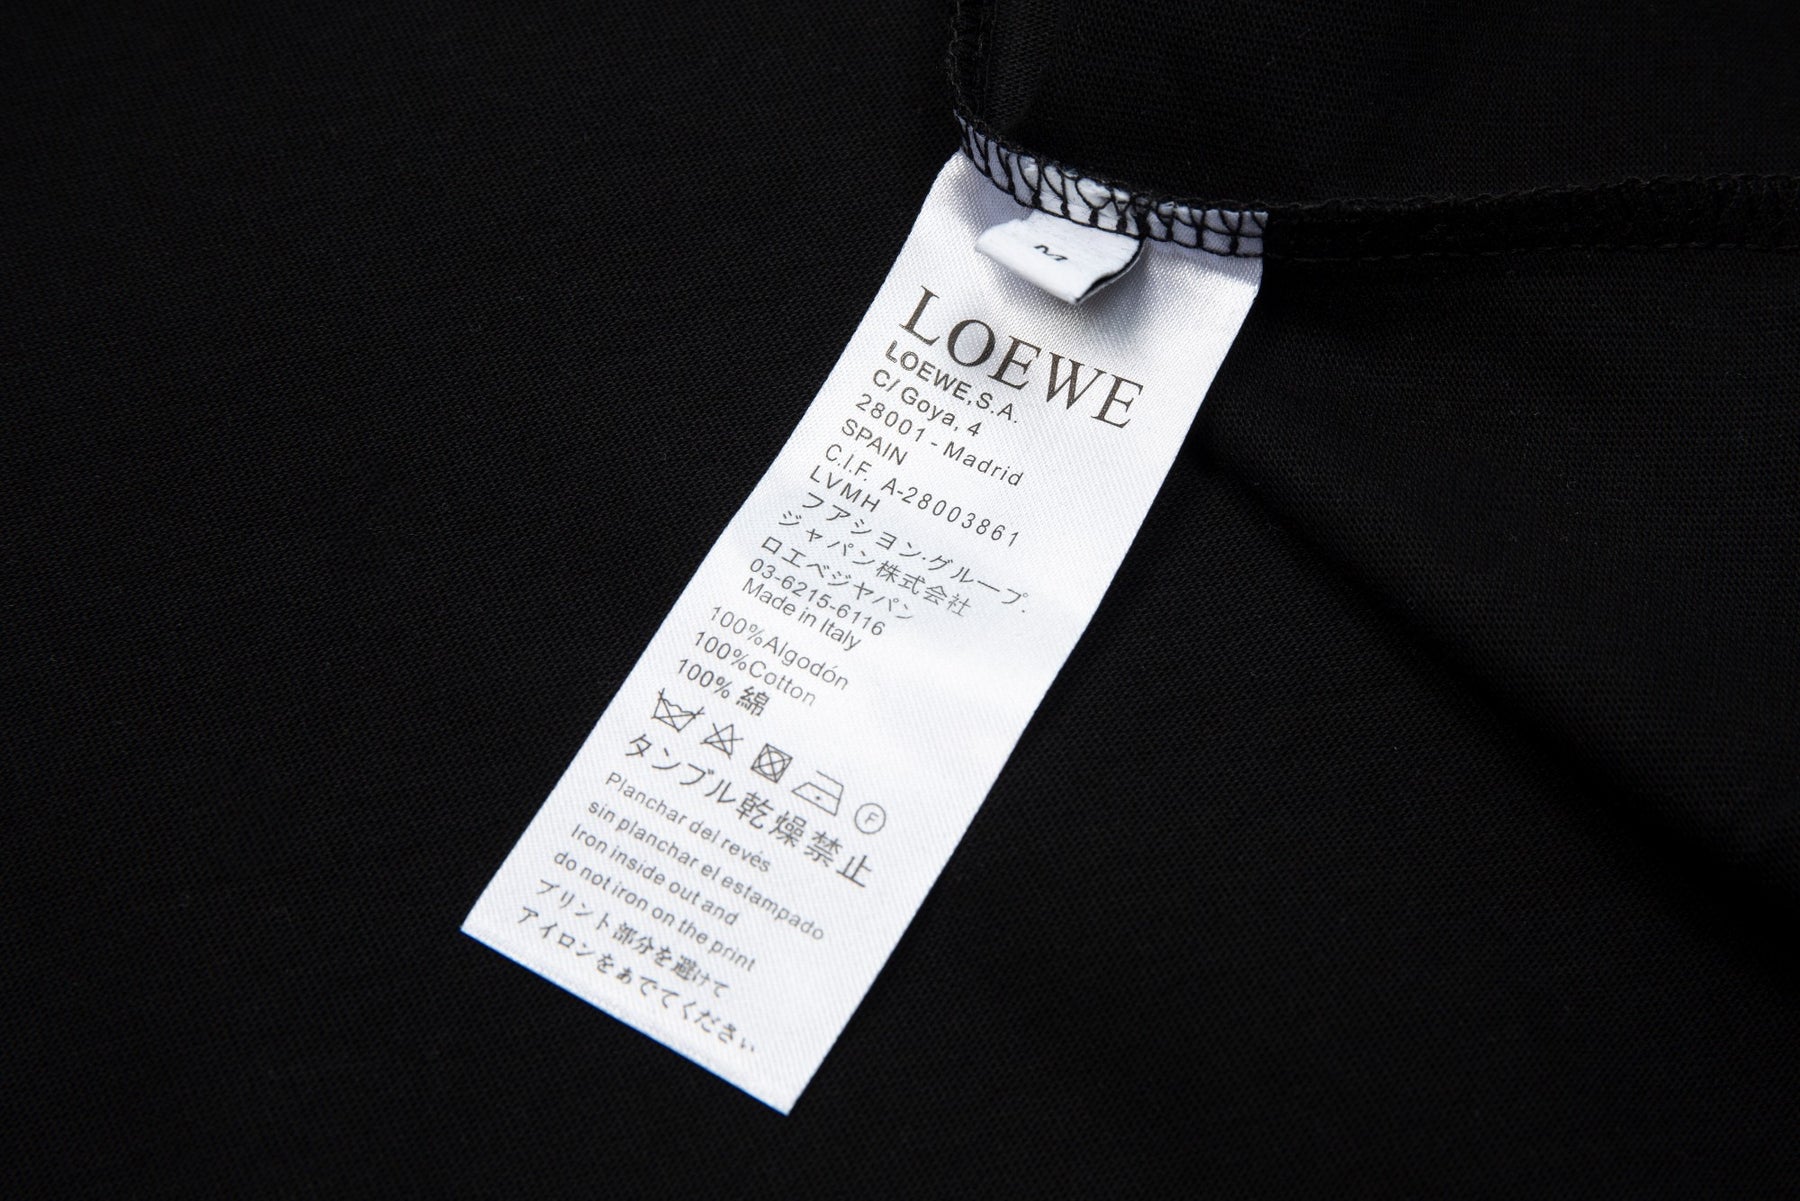 M
LOEWE
LOEWE,S.A.
C/ Goya, 4
28001 - Madrid
SPAIN
C.I.F. A-28003861
LVMH
フアシヨン·グループ.
ジャパン株式会社
ロエベジヤパン
03-6215-6116
Made in Italy
100%Algodón
100%Cotton
100% 綿
F
タンブル乾燥禁止
Planchar del revés
sin planchar el estampado
Iron inside out and
do not iron on the print
プリント部分を避けて
アイロンをあでてください